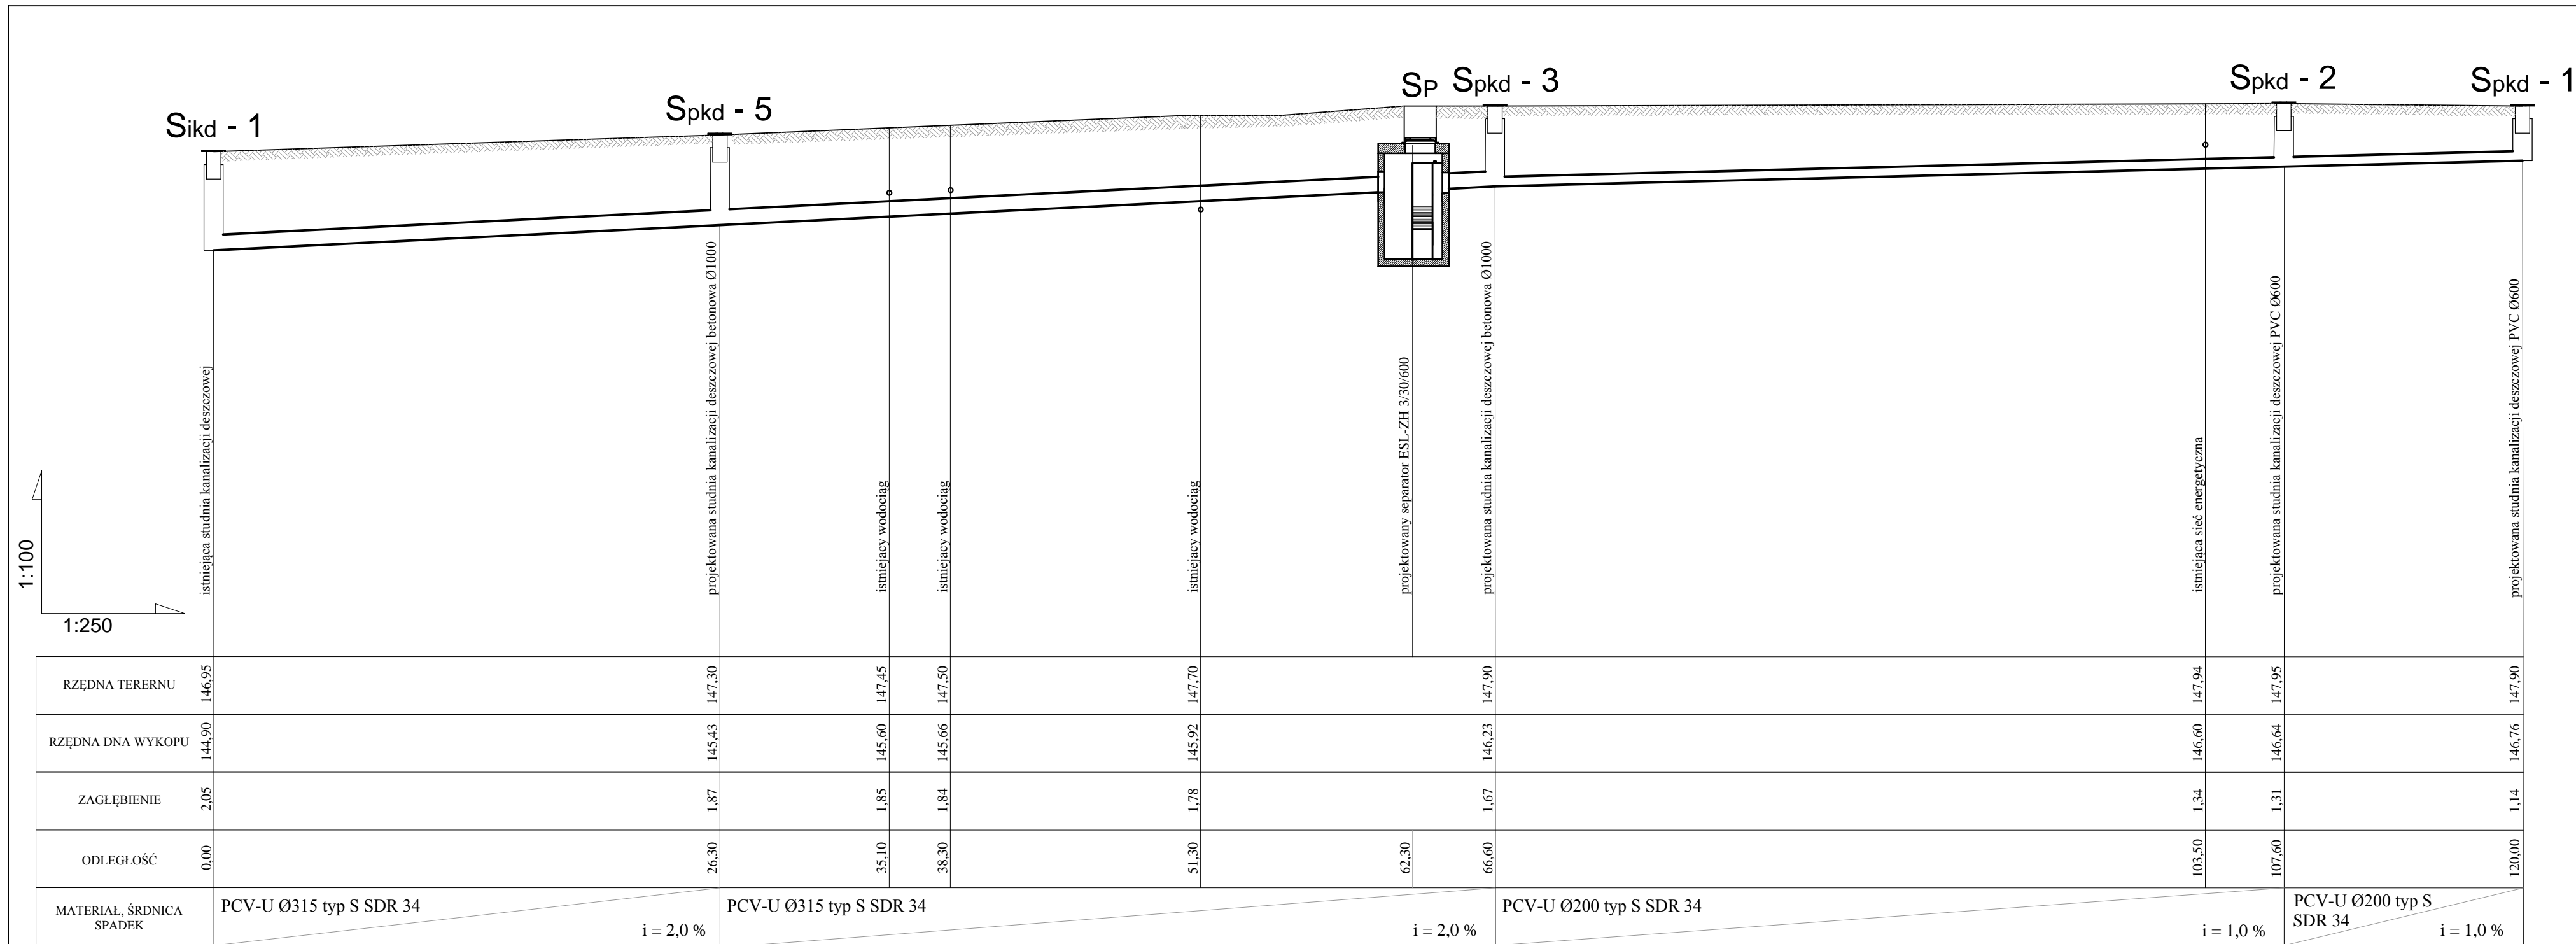 Sikd - 1
Spkd - 5
SP
Spkd - 3
Spkd - 2
Spkd - 1
istniejąca studnia kanalizacji deszczowej
projektowana studnia kanalizacji deszczowej betonowa Ø1000
istniejacy wodociąg
istniejacy wodociąg
istniejacy wodociąg
projektowany separator ESL-ZH 3/30/600
projektowana studnia kanalizacji deszczowej betonowa Ø1000
istniejąca sieć energetyczna
projektowana studnia kanalizacji deszczowej PVC Ø600
projektowana studnia kanalizacji deszczowej PVC Ø600
1:100
1:250
RZĘDNA TERERNU 146,95 147,30 147,45 147,50 147,70 147,90 147,94 147,95 147,90
RZĘDNA DNA WYKOPU 144,90 145,43 145,60 145,66 145,92 146,23 146,60 146,64 146,76
ZAGŁĘBIENIE 2,05 1,87 1,85 1,84 1,78 1,67 1,34 1,31 1,14
ODLEGŁOŚĆ 0,00 26,30 35,10 38,30 51,30 62,30 66,60 103,50 107,60 120,00
MATERIAŁ, ŚRDNICA
SPADEK
PCV-U Ø315 typ S SDR 34
i = 2,0 %
PCV-U Ø315 typ S SDR 34
i = 2,0 %
PCV-U Ø200 typ S SDR 34
i = 1,0 %
PCV-U Ø200 typ S
SDR 34
i = 1,0 %